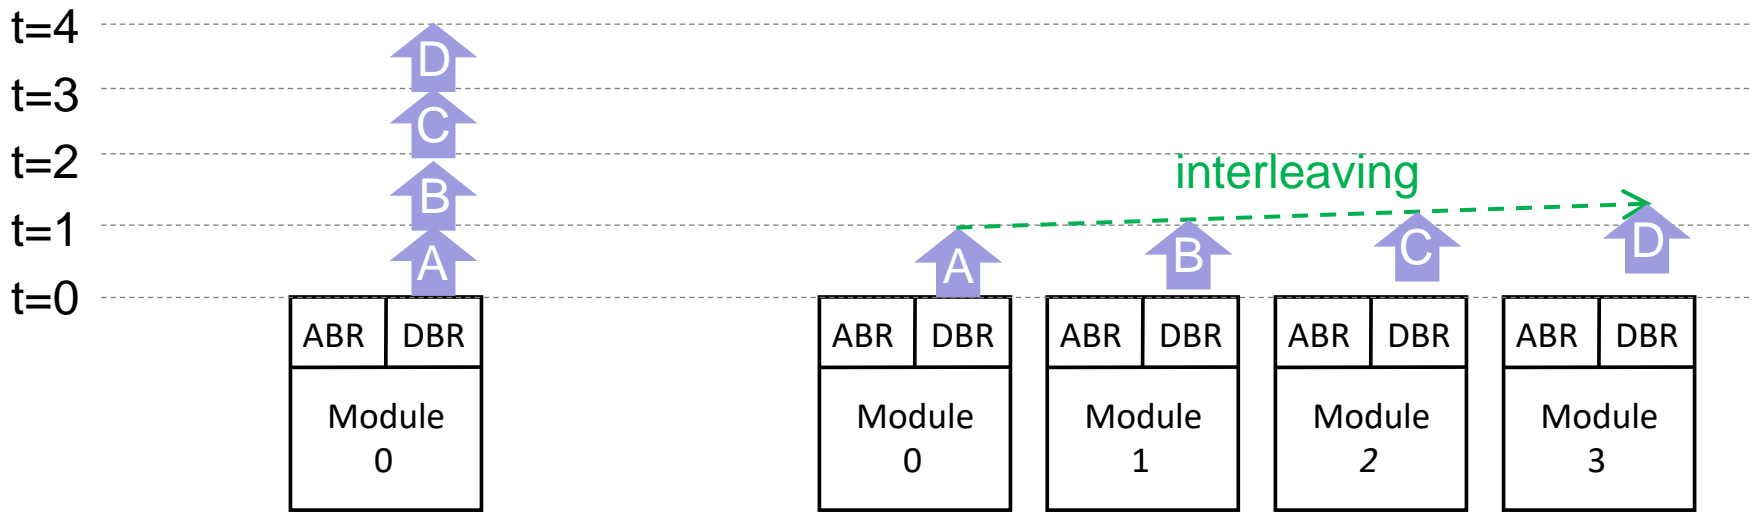 t=4
D
t=3
C
t=2
interleaving
B
t=1
A
A
B
C
D
t=0
ABR DBR
ABR DBR
ABR DBR
ABR DBR
ABR DBR
Module
0
Module
0
Module
1
Module
2
Module
3